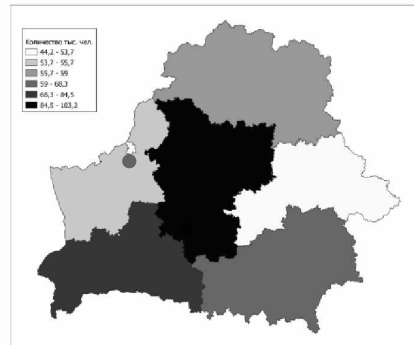 Количество тыс. чел.
44,2 - 53,7
53,7 - 55,7
55,7 - 59
59 - 68,3
68,3 - 84,5
84,5 - 103,2